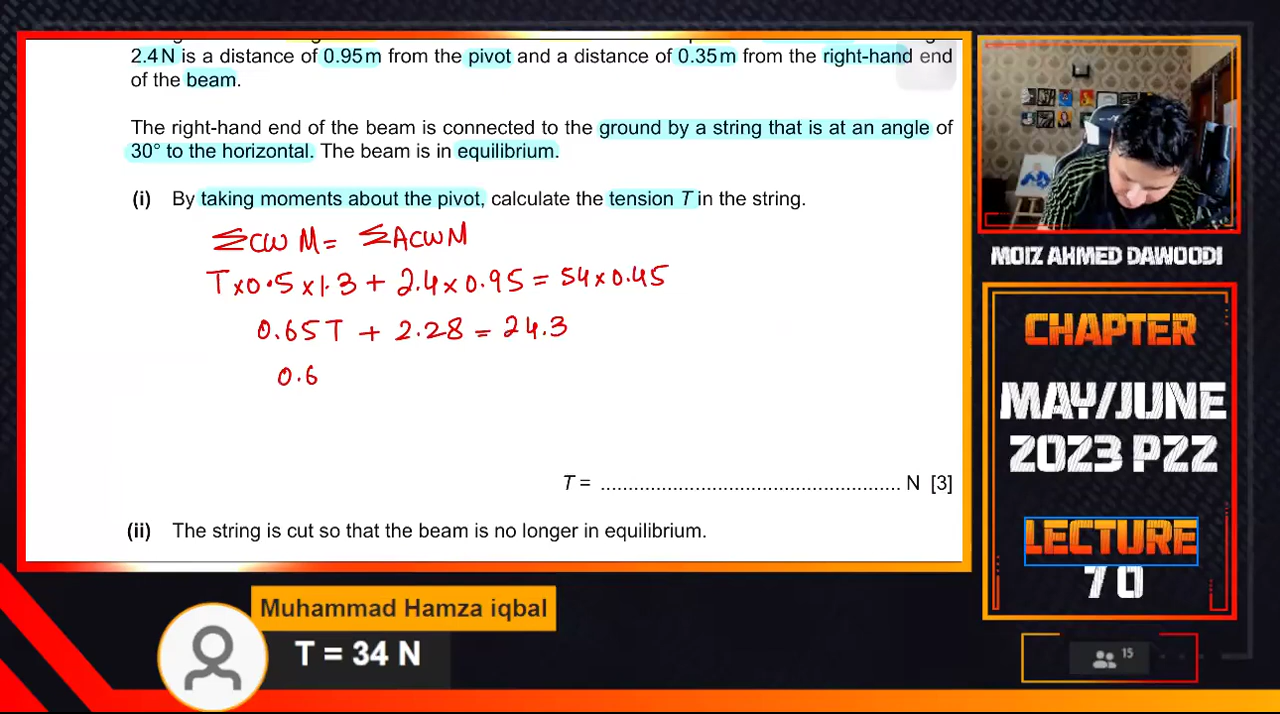 2.4 N is a distance of 0.95 m from the pivot and a distance of 0.35 m from the right-hand end
of the beam.
The right-hand end of the beam is connected to the ground by a string that is at an angle of
30° to the horizontal. The beam is in equilibrium.
(i) By taking moments about the pivot, calculate the tension T in the string.
ΣCW M = ΣACWM
T×0.5×1.3 + 2.4×0.95 = 54×0.45
0.65T + 2.28 = 24.3
0.6
T = ........................................................ N [3]
(ii) The string is cut so that the beam is no longer in equilibrium.
MOIZ AHMED DAWOODI
CHAPTER
MAY/JUNE
2023 P22
LECTURE
70
15
Muhammad Hamza iqbal
T = 34 N